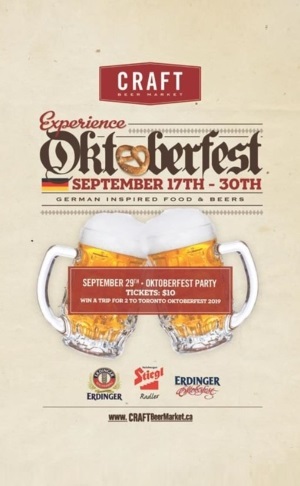 CRAFT
BEER MARKET
Experience
Oktoberfest
SEPTEMBER 17TH - 30TH
GERMAN INSPIRED FOOD & BEERS
SEPTEMBER 29TH - OKTOBERFEST PARTY
TICKETS: $10
WIN A TRIP FOR 2 TO TORONTO OKTOBERFEST 2019
ERDINGER
Stiegl
Radler
ERDINGER
www.CRAFTBeerMarket.ca